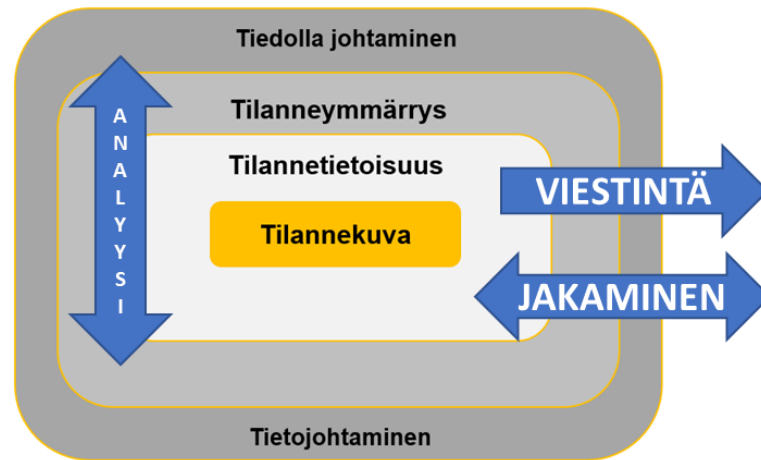 Tiedolla johtaminen
Tilanneymmärrys
Tilannetietoisuus
Tilannekuva
ANALYYSI
VIESTINTÄ
JAKAMINEN
Tietojohtaminen